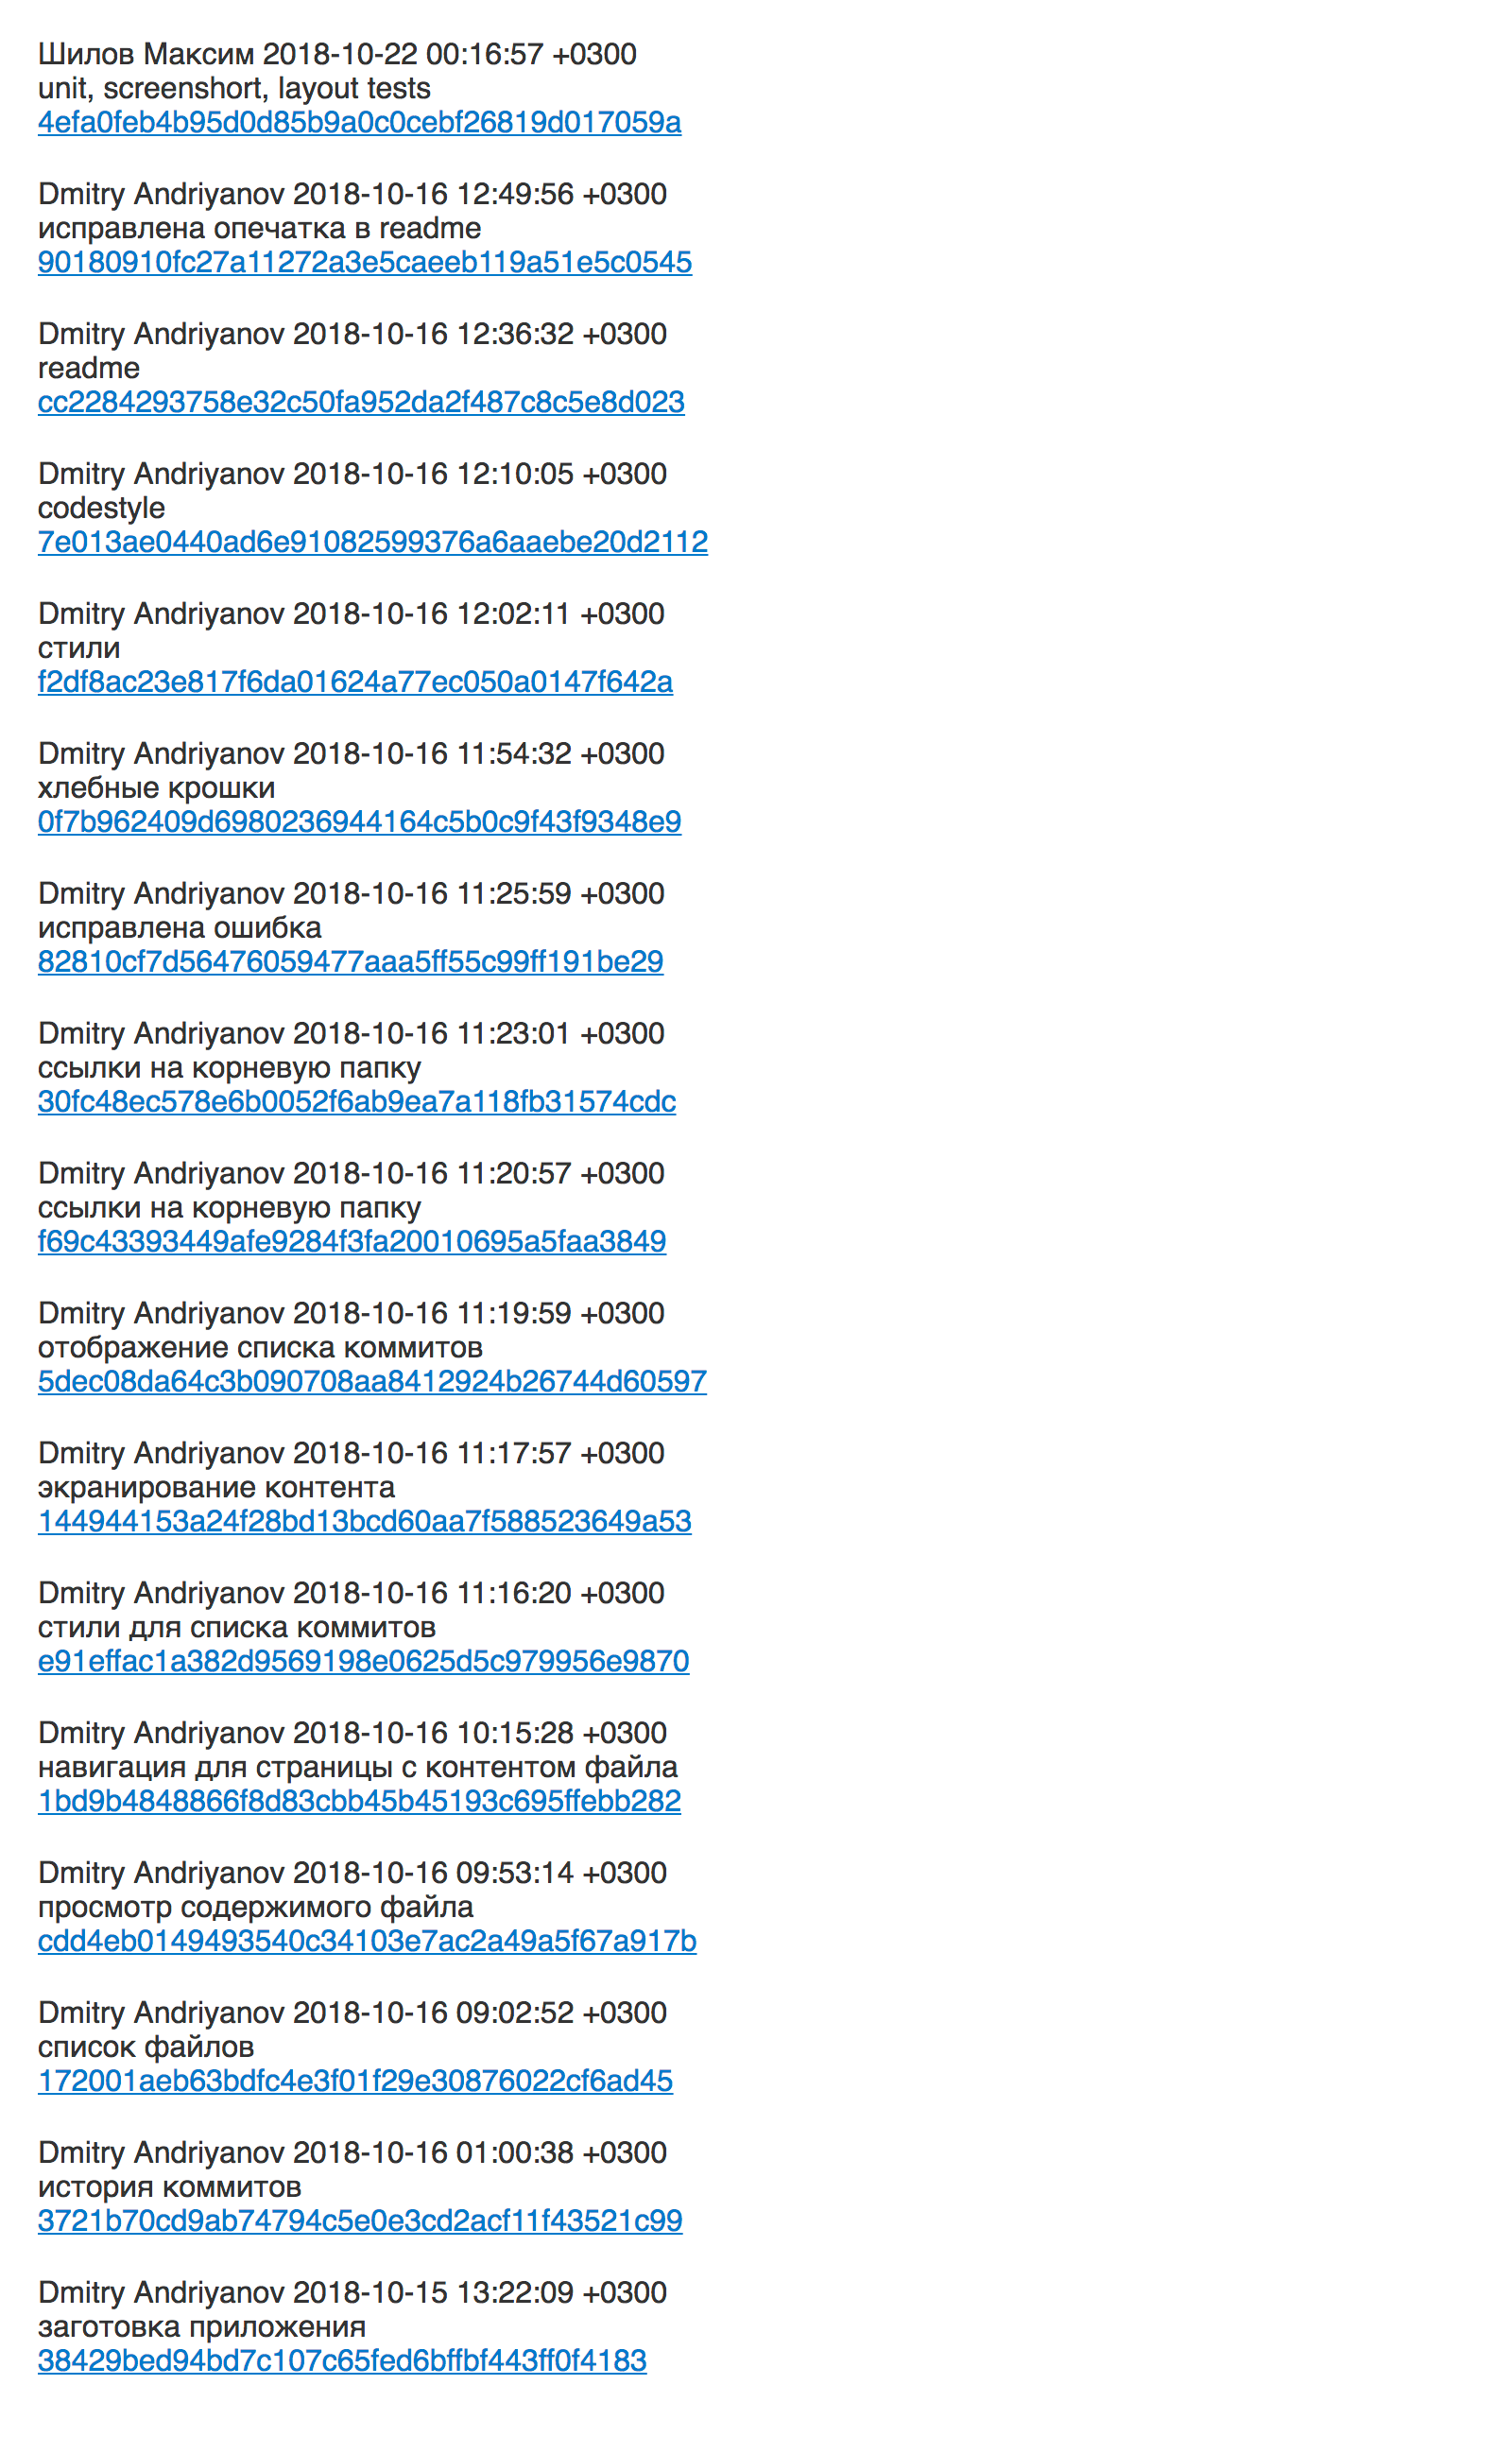 Шилов Максим 2018-10-22 00:16:57 +0300
unit, screenshort, layout tests
4efa0feb4b95d0d85b9a0c0cebf26819d017059a
Dmitry Andriyanov 2018-10-16 12:49:56 +0300
исправлена опечатка в readme
90180910fc27a11272a3e5caeeb119a51e5c0545
Dmitry Andriyanov 2018-10-16 12:36:32 +0300
readme
cc2284293758e32c50fa952da2f487c8c5e8d023
Dmitry Andriyanov 2018-10-16 12:10:05 +0300
codestyle
7e013ae0440ad6e91082599376a6aaebe20d2112
Dmitry Andriyanov 2018-10-16 12:02:11 +0300
стили
f2df8ac23e817f6da01624a77ec050a0147f642a
Dmitry Andriyanov 2018-10-16 11:54:32 +0300
хлебные крошки
0f7b962409d6980236944164c5b0c9f43f9348e9
Dmitry Andriyanov 2018-10-16 11:25:59 +0300
исправлена ошибка
82810cf7d56476059477aaa5ff55c99ff191be29
Dmitry Andriyanov 2018-10-16 11:23:01 +0300
ссылки на корневую папку
30fc48ec578e6b0052f6ab9ea7a118fb31574cdc
Dmitry Andriyanov 2018-10-16 11:20:57 +0300
ссылки на корневую папку
f69c43393449afe9284f3fa20010695a5faa3849
Dmitry Andriyanov 2018-10-16 11:19:59 +0300
отображение списка коммитов
5dec08da64c3b090708aa8412924b26744d60597
Dmitry Andriyanov 2018-10-16 11:17:57 +0300
экранирование контента
144944153a24f28bd13bcd60aa7f588523649a53
Dmitry Andriyanov 2018-10-16 11:16:20 +0300
стили для списка коммитов
e91effac1a382d9569198e0625d5c979956e9870
Dmitry Andriyanov 2018-10-16 10:15:28 +0300
навигация для страницы с контентом файла
1bd9b4848866f8d83cbb45b45193c695ffebb282
Dmitry Andriyanov 2018-10-16 09:53:14 +0300
просмотр содержимого файла
cdd4eb0149493540c34103e7ac2a49a5f67a917b
Dmitry Andriyanov 2018-10-16 09:02:52 +0300
список файлов
172001aeb63bdfc4e3f01f29e30876022cf6ad45
Dmitry Andriyanov 2018-10-16 01:00:38 +0300
история коммитов
3721b70cd9ab74794c5e0e3cd2acf11f43521c99
Dmitry Andriyanov 2018-10-15 13:22:09 +0300
заготовка приложения
38429bed94bd7c107c65fed6bffbf443ff0f4183